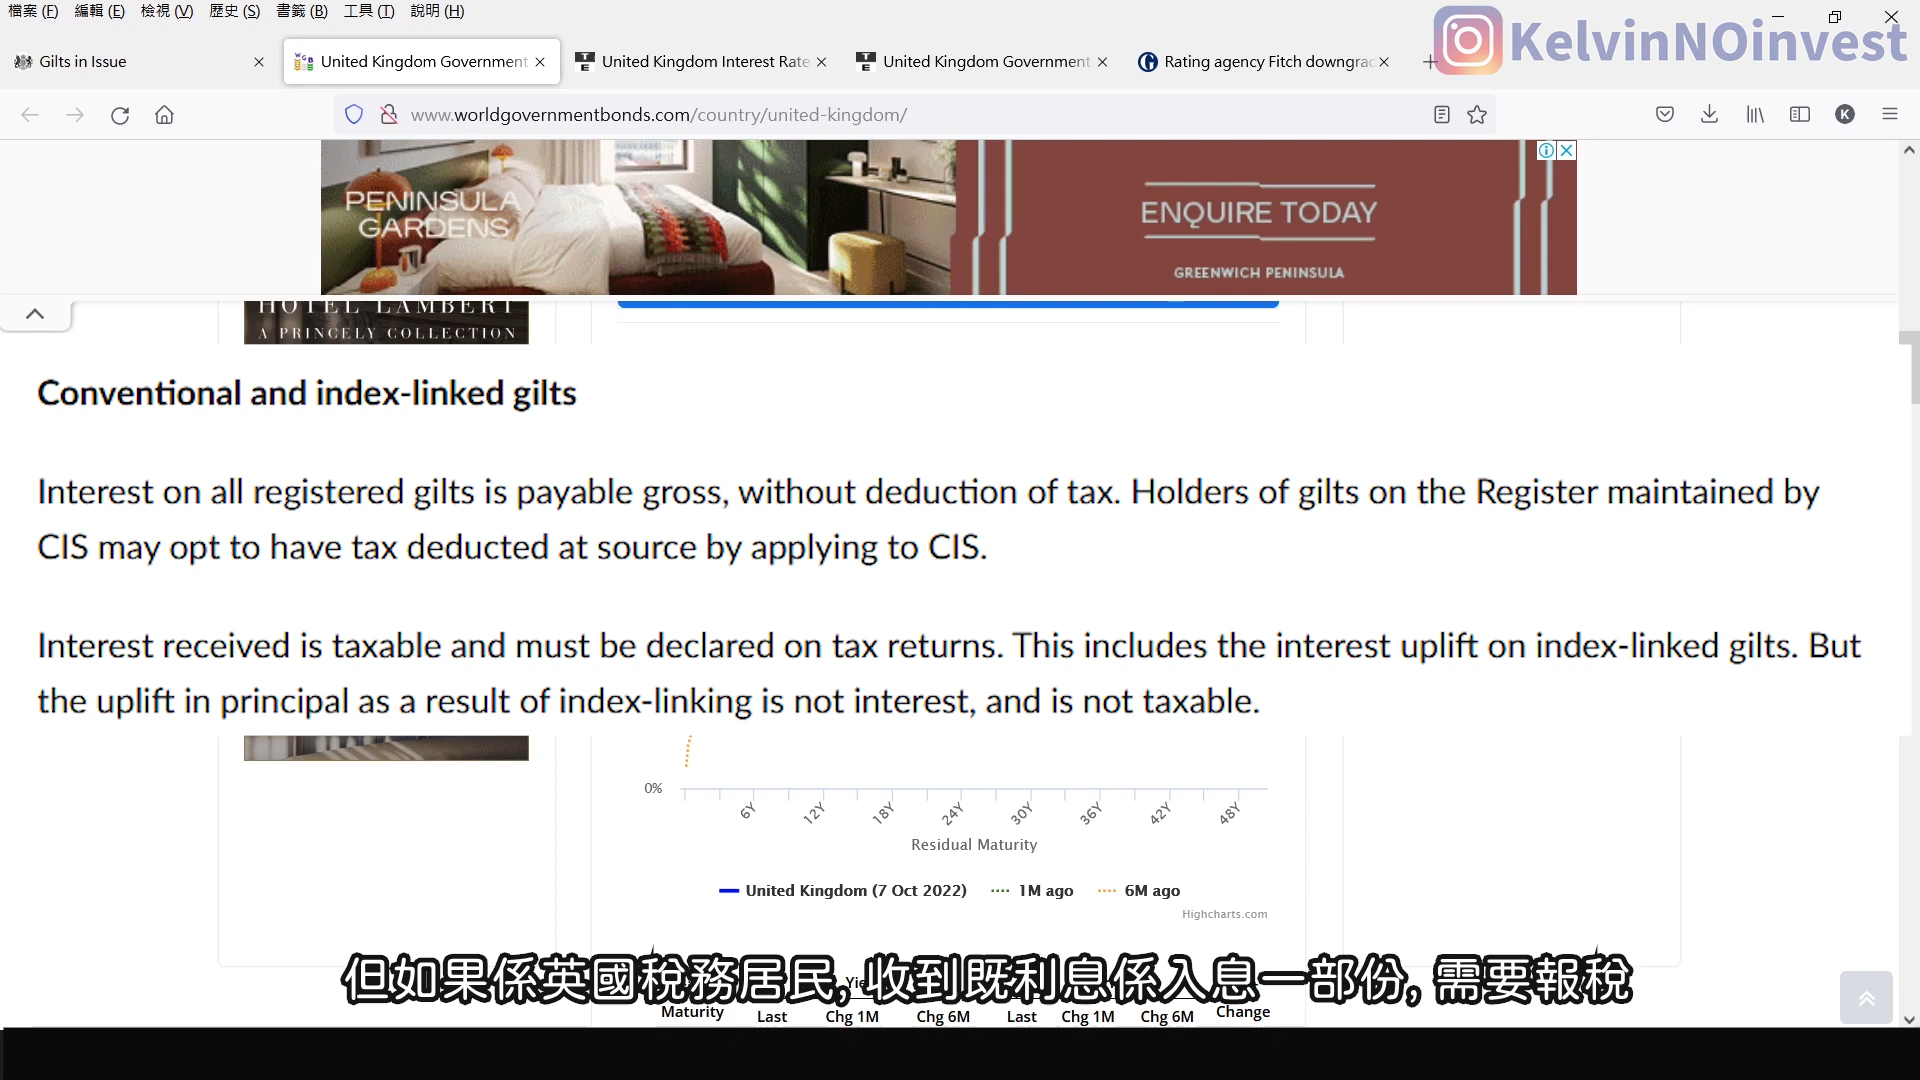 檔案 (F) 編輯 (E) 檢視 (V) 歷史 (S) 書籤 (B) 工具 (T) 說明 (H)
KelvinNOinvest
Gilts in Issue
United Kingdom Government
United Kingdom Interest Rate
United Kingdom Government
Rating agency Fitch downgrad
www.worldgovernmentbonds.com/country/united-kingdom/
K
PENINSULA
GARDENS
ENQUIRE TODAY
GREENWICH PENINSULA
HOTEL LAMBERT
A PRINCELY COLLECTION
Conventional and index-linked gilts
Interest on all registered gilts is payable gross, without deduction of tax. Holders of gilts on the Register maintained by
CIS may opt to have tax deducted at source by applying to CIS.
Interest received is taxable and must be declared on tax returns. This includes the interest uplift on index-linked gilts. But
the uplift in principal as a result of index-linking is not interest, and is not taxable.
0%
6Y 12Y 18Y 24Y 30Y 36Y 42Y 48Y
Residual Maturity
United Kingdom (7 Oct 2022) 1M ago 6M ago
Highcharts.com
但如果係英國稅務居民, 收到既利息係入息一部份, 需要報稅
Maturity Last Chg 1M Chg 6M Last Chg 1M Chg 6M Change